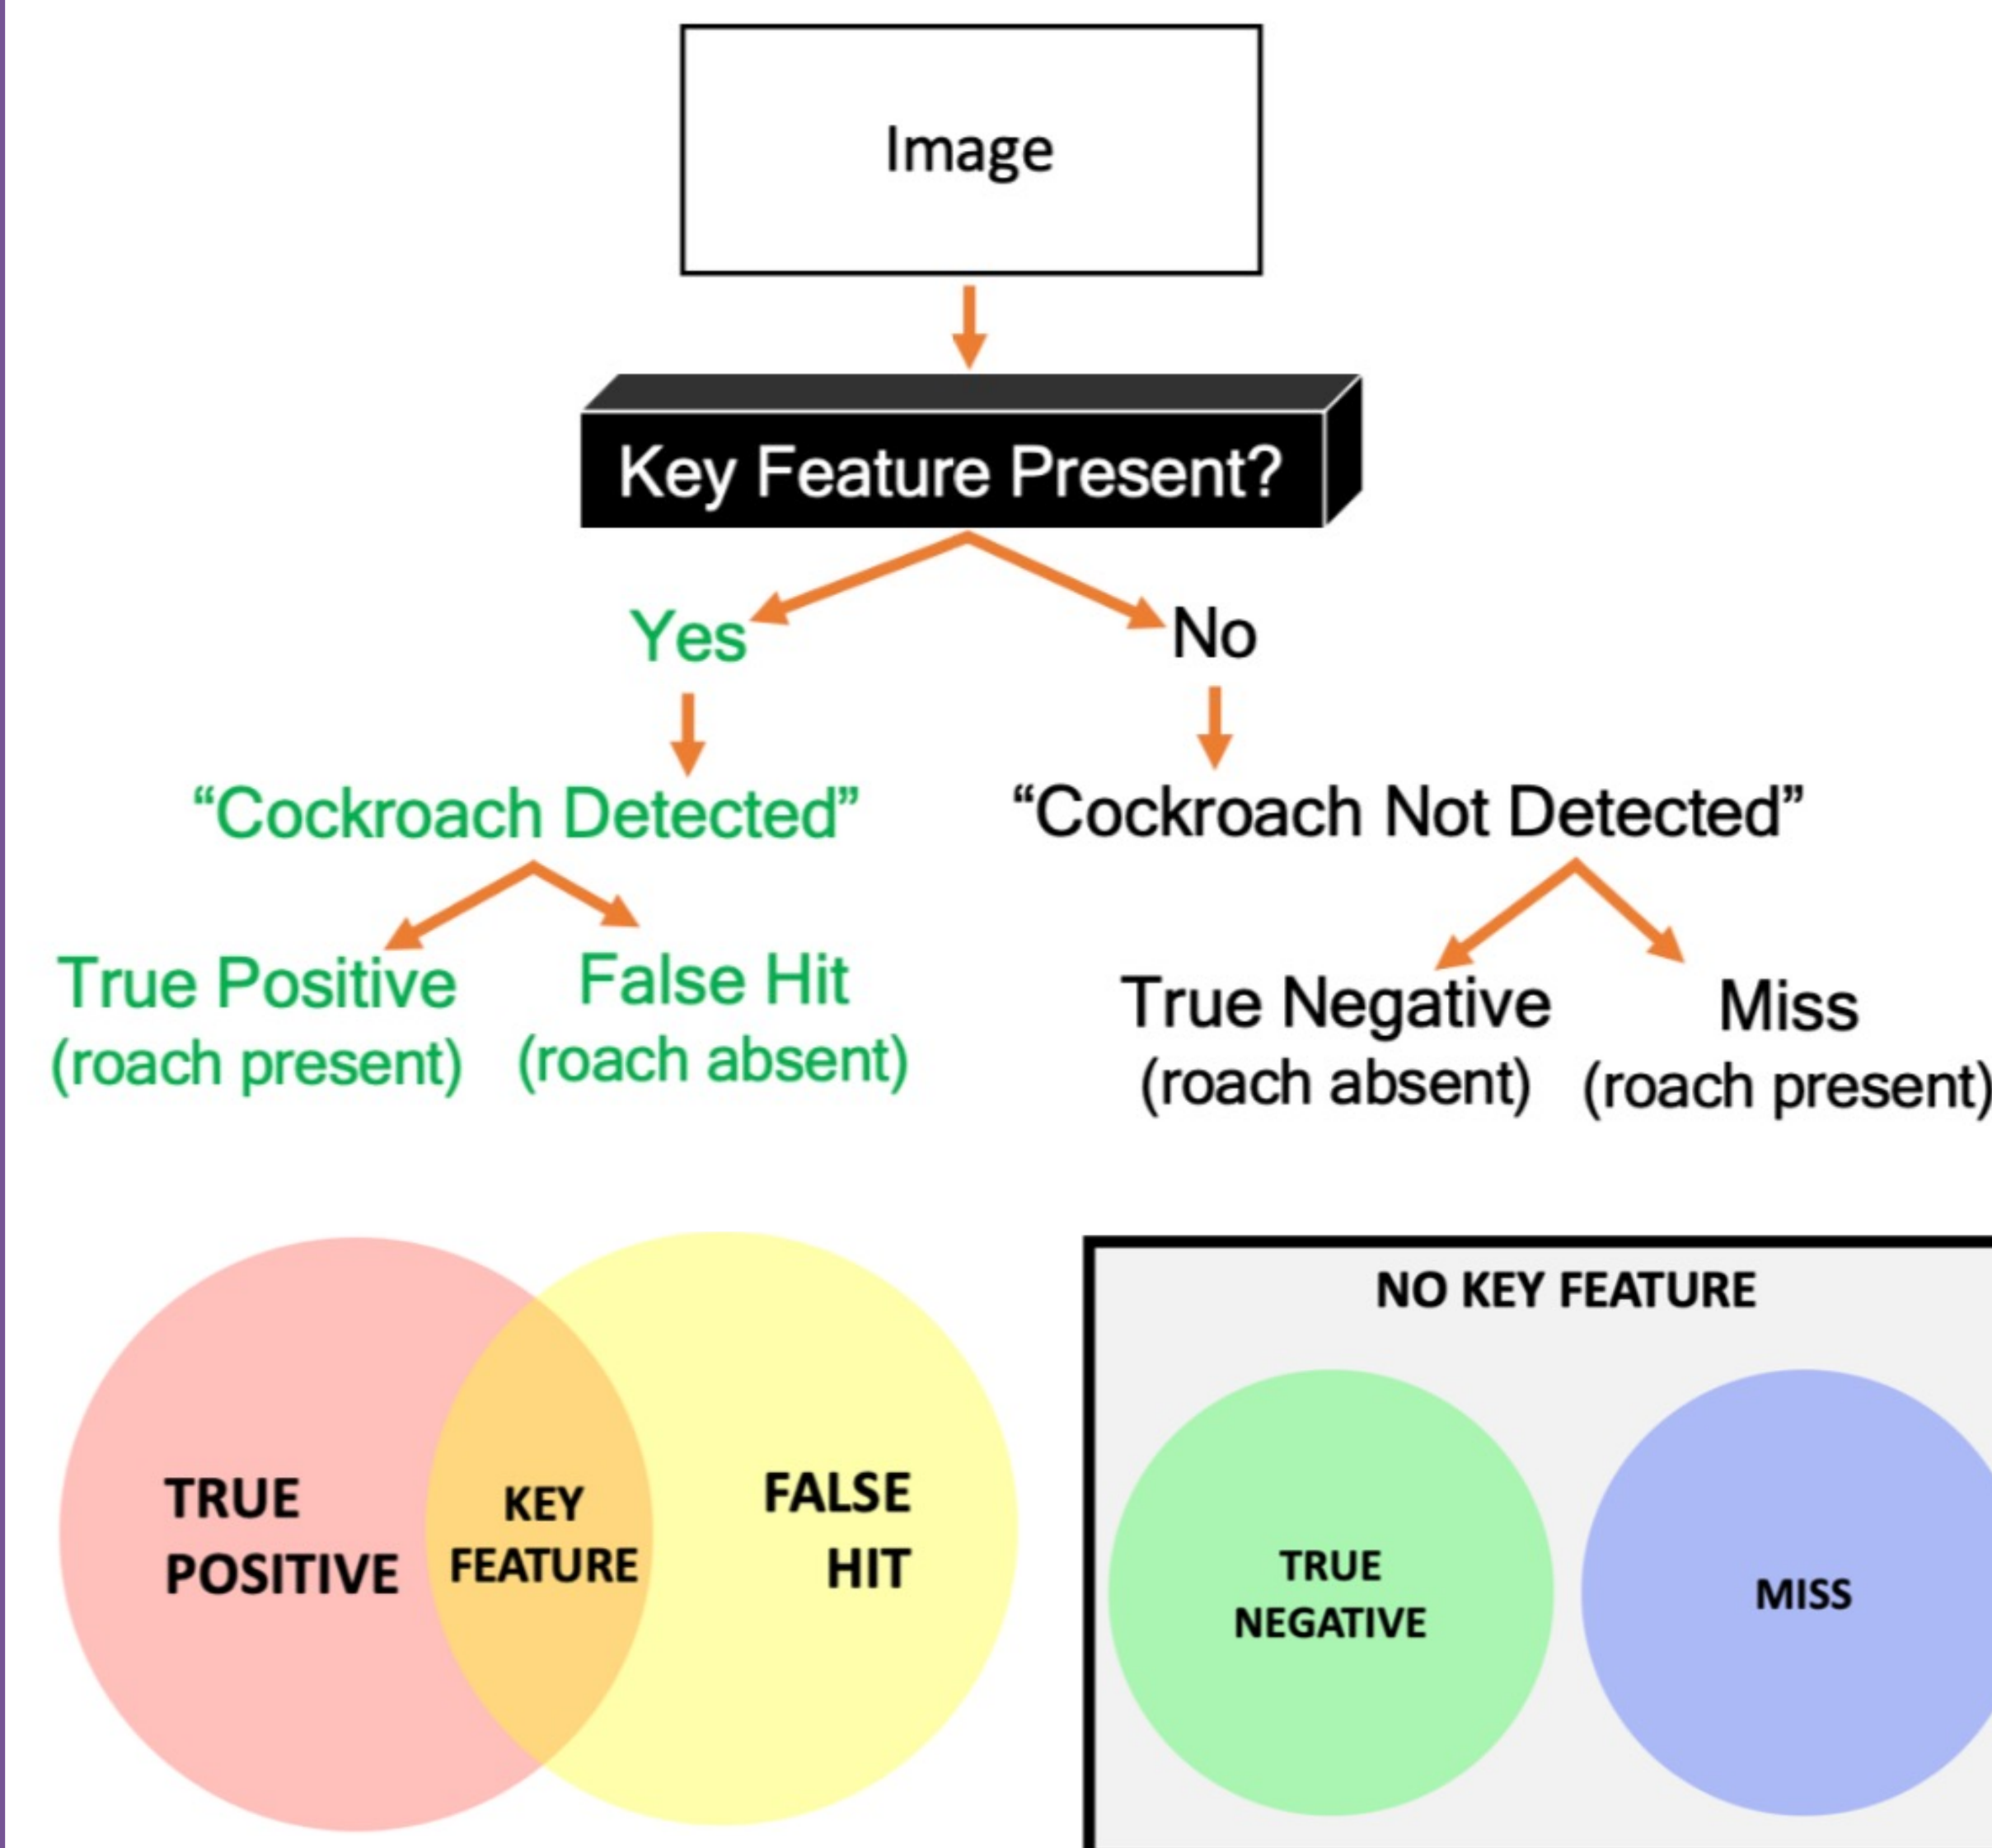 Image
Key Feature Present?
Yes
No
“Cockroach Detected”
“Cockroach Not Detected”
True Positive
(roach present)
False Hit
(roach absent)
True Negative
(roach absent)
Miss
(roach present)
TRUE
POSITIVE
KEY
FEATURE
FALSE
HIT
NO KEY FEATURE
TRUE
NEGATIVE
MISS